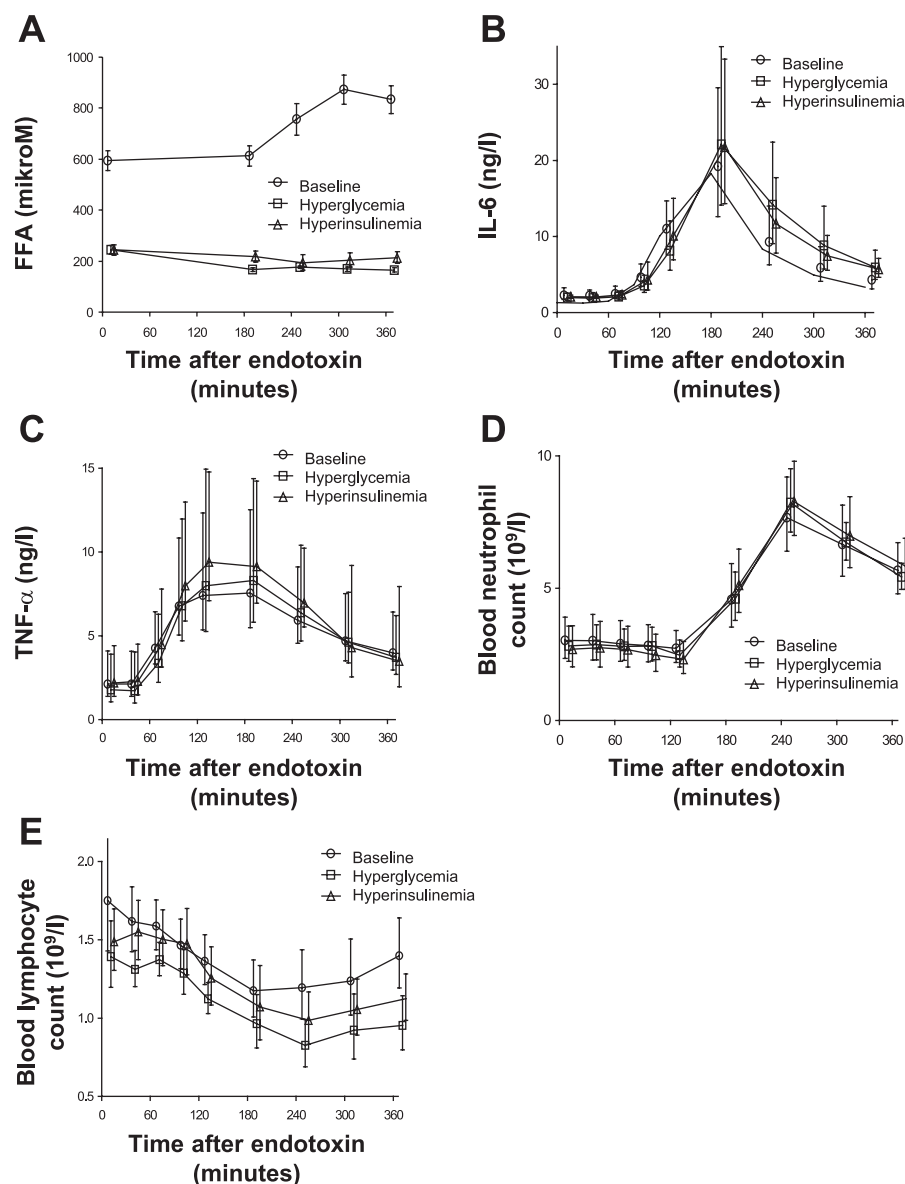 A
1000
800
600
400
200
0
FFA (mikroM)
Baseline
Hyperglycemia
Hyperinsulinemia
0 60 120 180 240 300 360
Time after endotoxin
(minutes)
B
30
20
10
0
IL-6 (ng/l)
Baseline
Hyperglycemia
Hyperinsulinemia
0 60 120 180 240 300 360
Time after endotoxin
(minutes)
C
15
10
5
0
TNF-α (ng/l)
Baseline
Hyperglycemia
Hyperinsulinemia
0 60 120 180 240 300 360
Time after endotoxin
(minutes)
D
10
5
0
Blood neutrophil
count (10⁹/l)
Baseline
Hyperglycemia
Hyperinsulinemia
0 60 120 180 240 300 360
Time after endotoxin
(minutes)
E
2.0
1.5
1.0
0.5
Blood lymphocyte
count (10⁹/l)
Baseline
Hyperglycemia
Hyperinsulinemia
0 60 120 180 240 300 360
Time after endotoxin
(minutes)